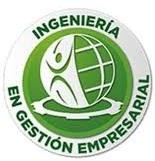 INGENIERÍA
EN GESTIÓN EMPRESARIAL